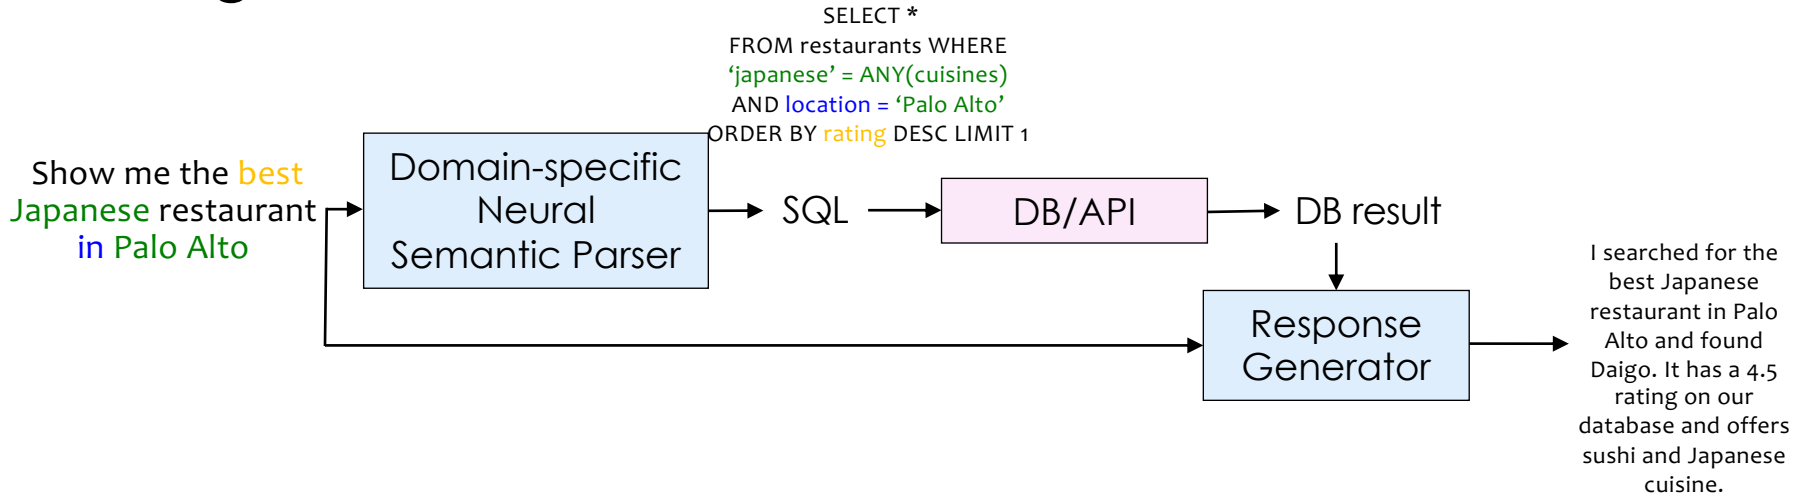 SELECT *
FROM restaurants WHERE
‘japanese’ = ANY(cuisines)
AND location = ‘Palo Alto’
ORDER BY rating DESC LIMIT 1
Show me the best
Japanese restaurant
in Palo Alto
Domain-specific
Neural
Semantic Parser
SQL
DB/API
DB result
Response
Generator
I searched for the
best Japanese
restaurant in Palo
Alto and found
Daigo. It has a 4.5
rating on our
database and offers
sushi and Japanese
cuisine.